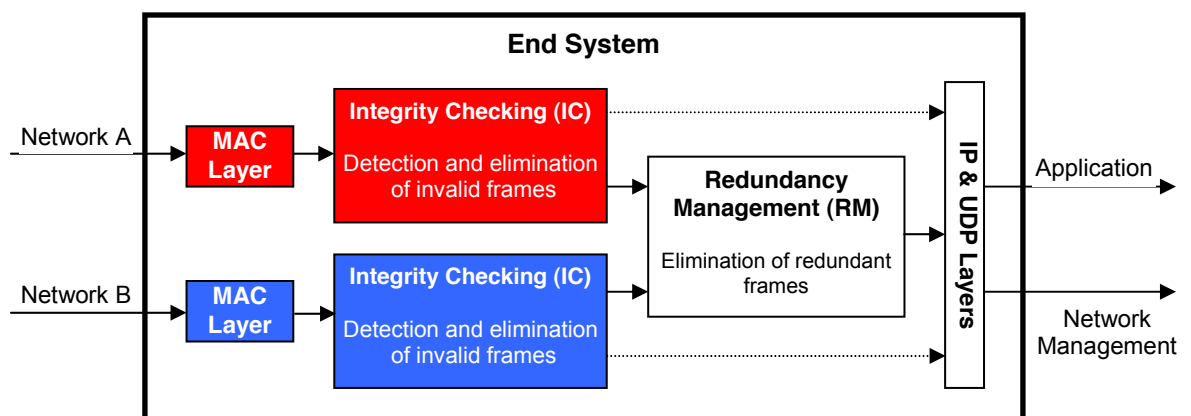 End System
Network A
MAC
Layer
Integrity Checking (IC)
Detection and elimination
of invalid frames
Redundancy
Management (RM)
Elimination of redundant
frames
Network B
MAC
Layer
Integrity Checking (IC)
Detection and elimination
of invalid frames
IP & UDP Layers
Application
Network
Management